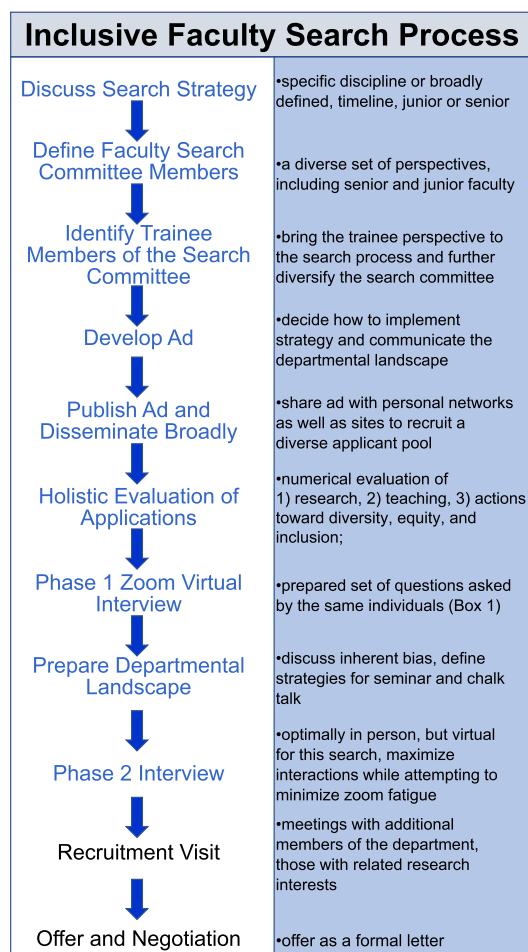 Inclusive Faculty Search Process
Discuss Search Strategy
•specific discipline or broadly
defined, timeline, junior or senior
Define Faculty Search
Committee Members
•a diverse set of perspectives,
including senior and junior faculty
Identify Trainee
Members of the Search
Committee
•bring the trainee perspective to
the search process and further
diversify the search committee
Develop Ad
•decide how to implement
strategy and communicate the
departmental landscape
Publish Ad and
Disseminate Broadly
•share ad with personal networks
as well as sites to recruit a
diverse applicant pool
Holistic Evaluation of
Applications
•numerical evaluation of
1) research, 2) teaching, 3) actions
toward diversity, equity, and
inclusion;
Phase 1 Zoom Virtual
Interview
•prepared set of questions asked
by the same individuals (Box 1)
Prepare Departmental
Landscape
•discuss inherent bias, define
strategies for seminar and chalk
talk
Phase 2 Interview
•optimally in person, but virtual
for this search, maximize
interactions while attempting to
minimize zoom fatigue
Recruitment Visit
•meetings with additional
members of the department,
those with related research
interests
Offer and Negotiation
•offer as a formal letter